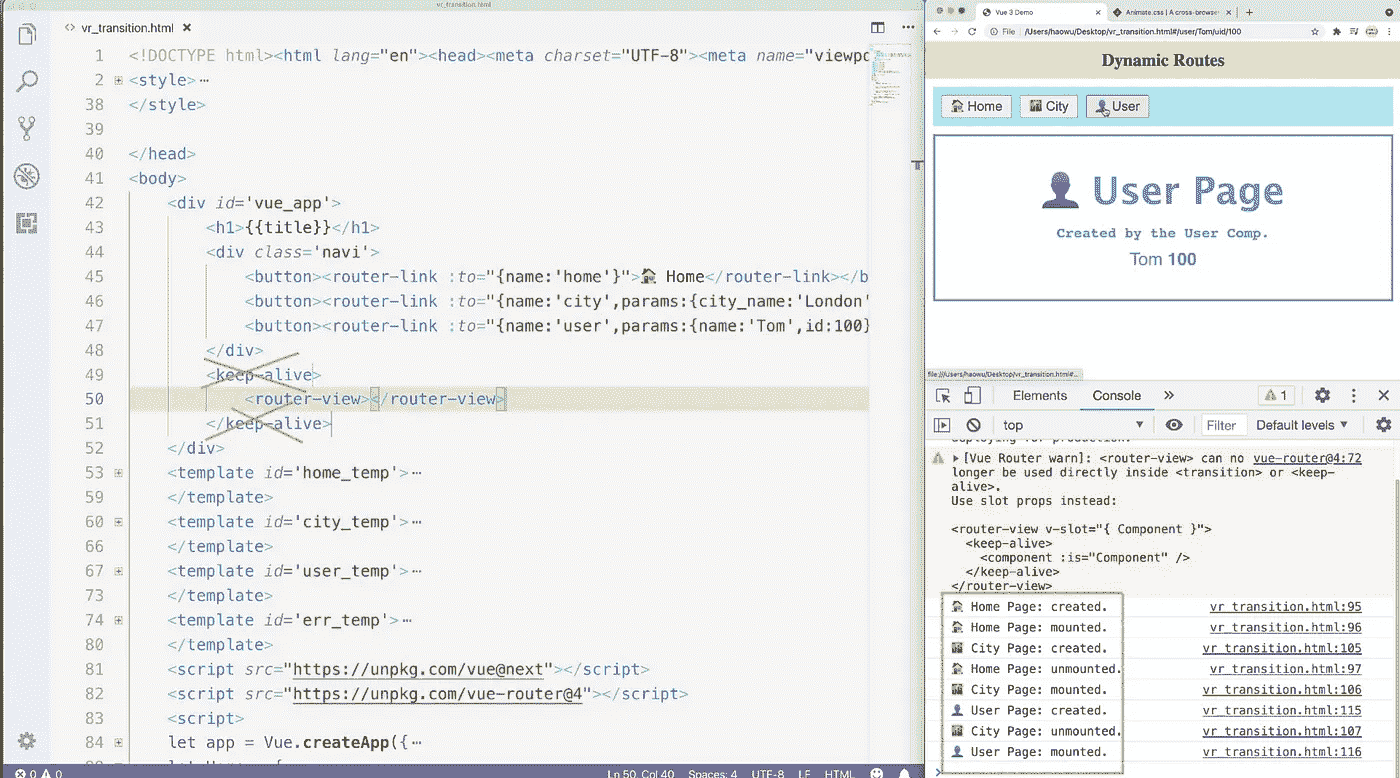 vr_transition.html
vr_transition.html
1 <!DOCTYPE html><html lang="en"><head><meta charset="UTF-8"><meta name="viewpo
2 <style>
38 </style>
39
40 </head>
41 <body>
42 <div id='vue_app'>
43 <h1>{{title}}</h1>
44 <div class='navi'>
45 <button><router-link :to="{name:'home'}">🏠 Home</router-link></b
46 <button><router-link :to="{name:'city',params:{city_name:'London'
47 <button><router-link :to="{name:'user',params:{name:'Tom',id:100}
48 </div>
49 <keep-alive>
50 <router-view></router-view>
51 </keep-alive>
52 </div>
53 <template id='home_temp'>
59 </template>
60 <template id='city_temp'>
66 </template>
67 <template id='user_temp'>
73 </template>
74 <template id='err_temp'>
80 </template>
81 <script src="https://unpkg.com/vue@next"></script>
82 <script src="https://unpkg.com/vue-router@4"></script>
83 <script>
84 let app = Vue.createApp({
0 0
Ln 50, Col 40 Spaces: 4 UTF-8 LF HTML
Vue 3 Demo
Animate.css | A cross-browser
File /Users/haowu/Desktop/vr_transition.html#/user/Tom/uid/100
Dynamic Routes
Home City User
User Page
Created by the User Comp.
Tom 100
file:///Users/haowu/Desktop/vr_transition.html#...
Elements Console » 1
top Filter Default levels
deploying for production.
[Vue Router warn]: <router-view> can no vue-router@4:72
longer be used directly inside <transition> or <keep-
alive>.
Use slot props instead:
<router-view v-slot="{ Component }">
<keep-alive>
<component :is="Component" />
</keep-alive>
</router-view>
Home Page: created. vr_transition.html:95
Home Page: mounted. vr_transition.html:96
City Page: created. vr_transition.html:105
Home Page: unmounted. vr_transition.html:97
City Page: mounted. vr_transition.html:106
User Page: created. vr_transition.html:115
City Page: unmounted. vr_transition.html:107
User Page: mounted. vr_transition.html:116